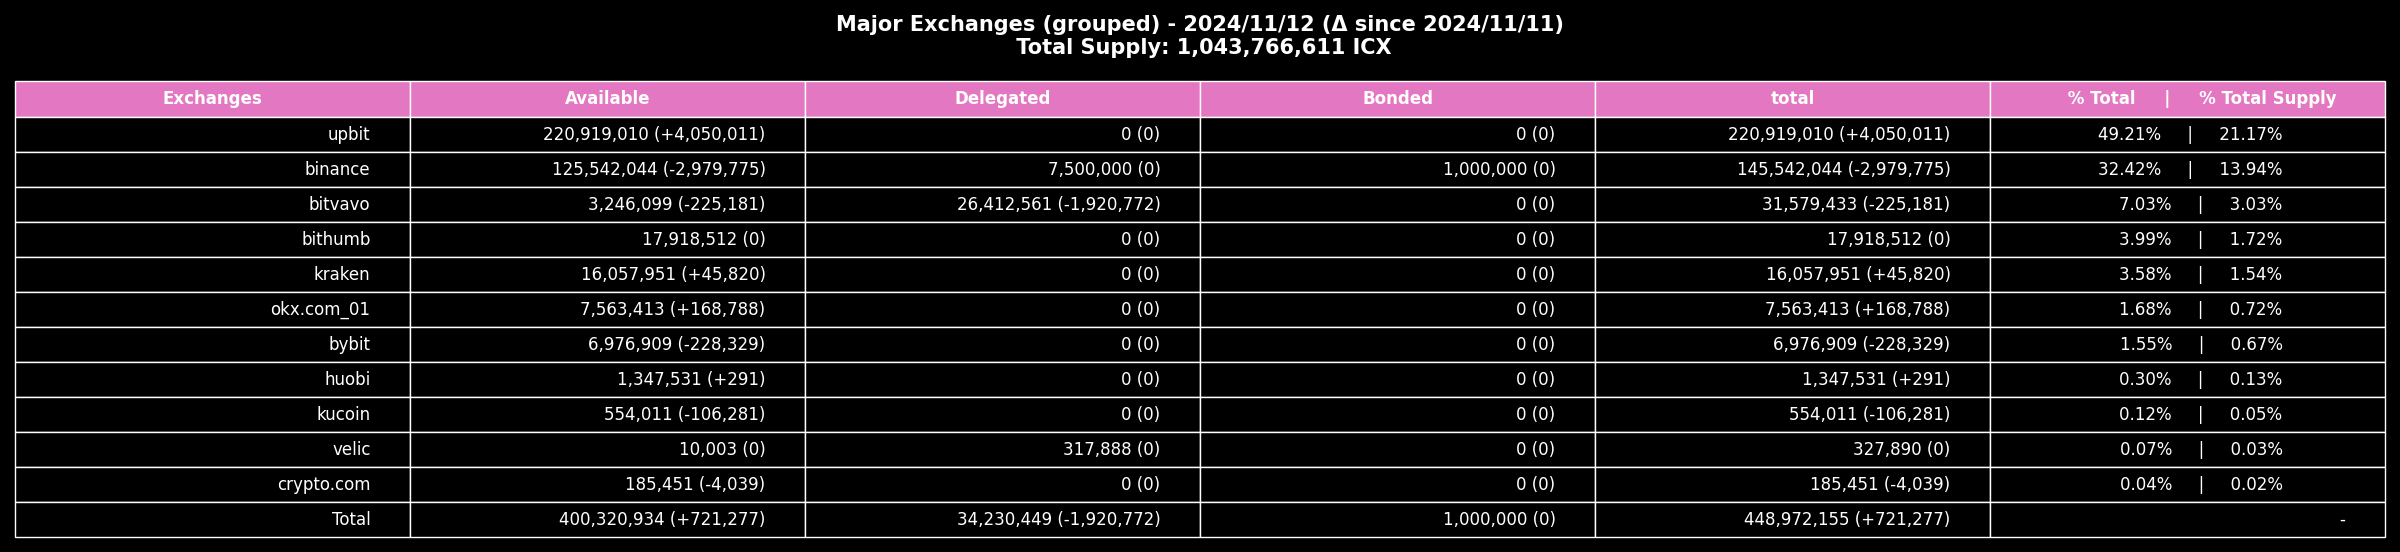 Major Exchanges (grouped) - 2024/11/12 (Δ since 2024/11/11)
Total Supply: 1,043,766,611 ICX
Exchanges Available Delegated Bonded total % Total | % Total Supply
upbit 220,919,010 (+4,050,011) 0 (0) 0 (0) 220,919,010 (+4,050,011) 49.21% | 21.17%
binance 125,542,044 (-2,979,775) 7,500,000 (0) 1,000,000 (0) 145,542,044 (-2,979,775) 32.42% | 13.94%
bitvavo 3,246,099 (-225,181) 26,412,561 (-1,920,772) 0 (0) 31,579,433 (-225,181) 7.03% | 3.03%
bithumb 17,918,512 (0) 0 (0) 0 (0) 17,918,512 (0) 3.99% | 1.72%
kraken 16,057,951 (+45,820) 0 (0) 0 (0) 16,057,951 (+45,820) 3.58% | 1.54%
okx.com_01 7,563,413 (+168,788) 0 (0) 0 (0) 7,563,413 (+168,788) 1.68% | 0.72%
bybit 6,976,909 (-228,329) 0 (0) 0 (0) 6,976,909 (-228,329) 1.55% | 0.67%
huobi 1,347,531 (+291) 0 (0) 0 (0) 1,347,531 (+291) 0.30% | 0.13%
kucoin 554,011 (-106,281) 0 (0) 0 (0) 554,011 (-106,281) 0.12% | 0.05%
velic 10,003 (0) 317,888 (0) 0 (0) 327,890 (0) 0.07% | 0.03%
crypto.com 185,451 (-4,039) 0 (0) 0 (0) 185,451 (-4,039) 0.04% | 0.02%
Total 400,320,934 (+721,277) 34,230,449 (-1,920,772) 1,000,000 (0) 448,972,155 (+721,277) -